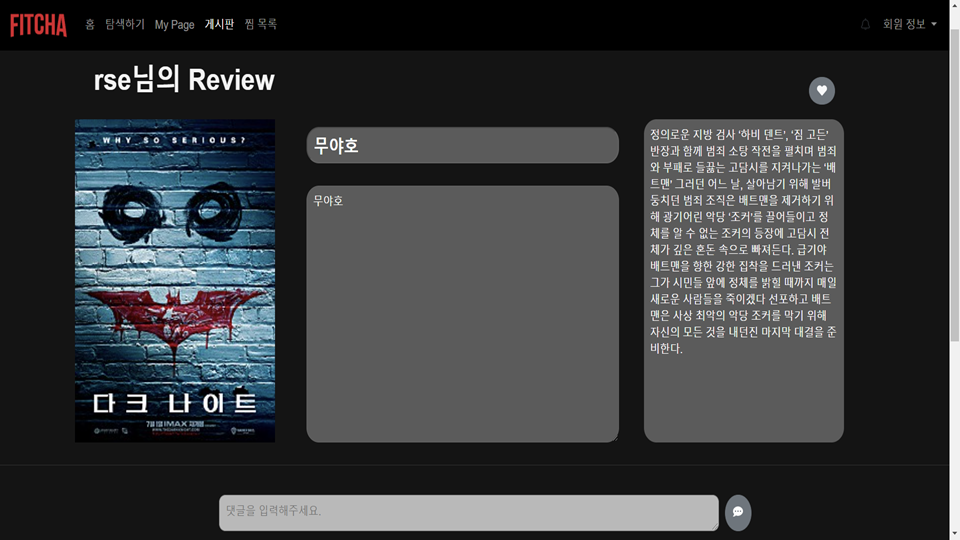 FITCHA 홈 탐색하기 My Page 게시판 찜 목록 회원 정보
rse님의 Review
WHY SO SERIOUS?
다크 나이트
무야호
무야호
정의로운 지방 검사 '하비 덴트', '짐 고든'
반장과 함께 범죄 소탕 작전을 펼치며 범죄
와 부패로 들끓는 고담시를 지켜나가는 '배
트맨' 그러던 어느 날, 살아남기 위해 발버
둥치던 범죄 조직은 배트맨을 제거하기 위
해 광기어린 악당 '조커'를 끌어들이고 정
체를 알 수 없는 조커의 등장에 고담시 전
체가 깊은 혼돈 속으로 빠져든다. 급기야
배트맨을 향한 강한 집착을 드러낸 조커는
그가 시민들 앞에 정체를 밝힐 때까지 매일
새로운 사람들을 죽이겠다 선포하고 배트
맨은 사상 최악의 악당 조커를 막기 위해
자신의 모든 것을 내던진 마지막 대결을 준
비한다.
댓글을 입력해주세요.